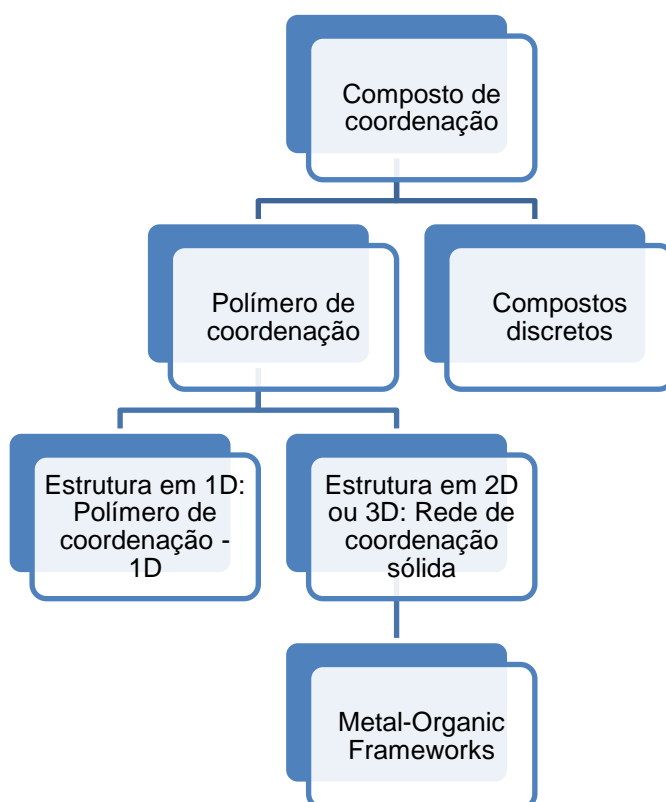 Composto de
coordenação
Polímero de
coordenação
Compostos
discretos
Estrutura em 1D:
Polímero de
coordenação -
1D
Estrutura em 2D
ou 3D: Rede de
coordenação
sólida
Metal-Organic
Frameworks